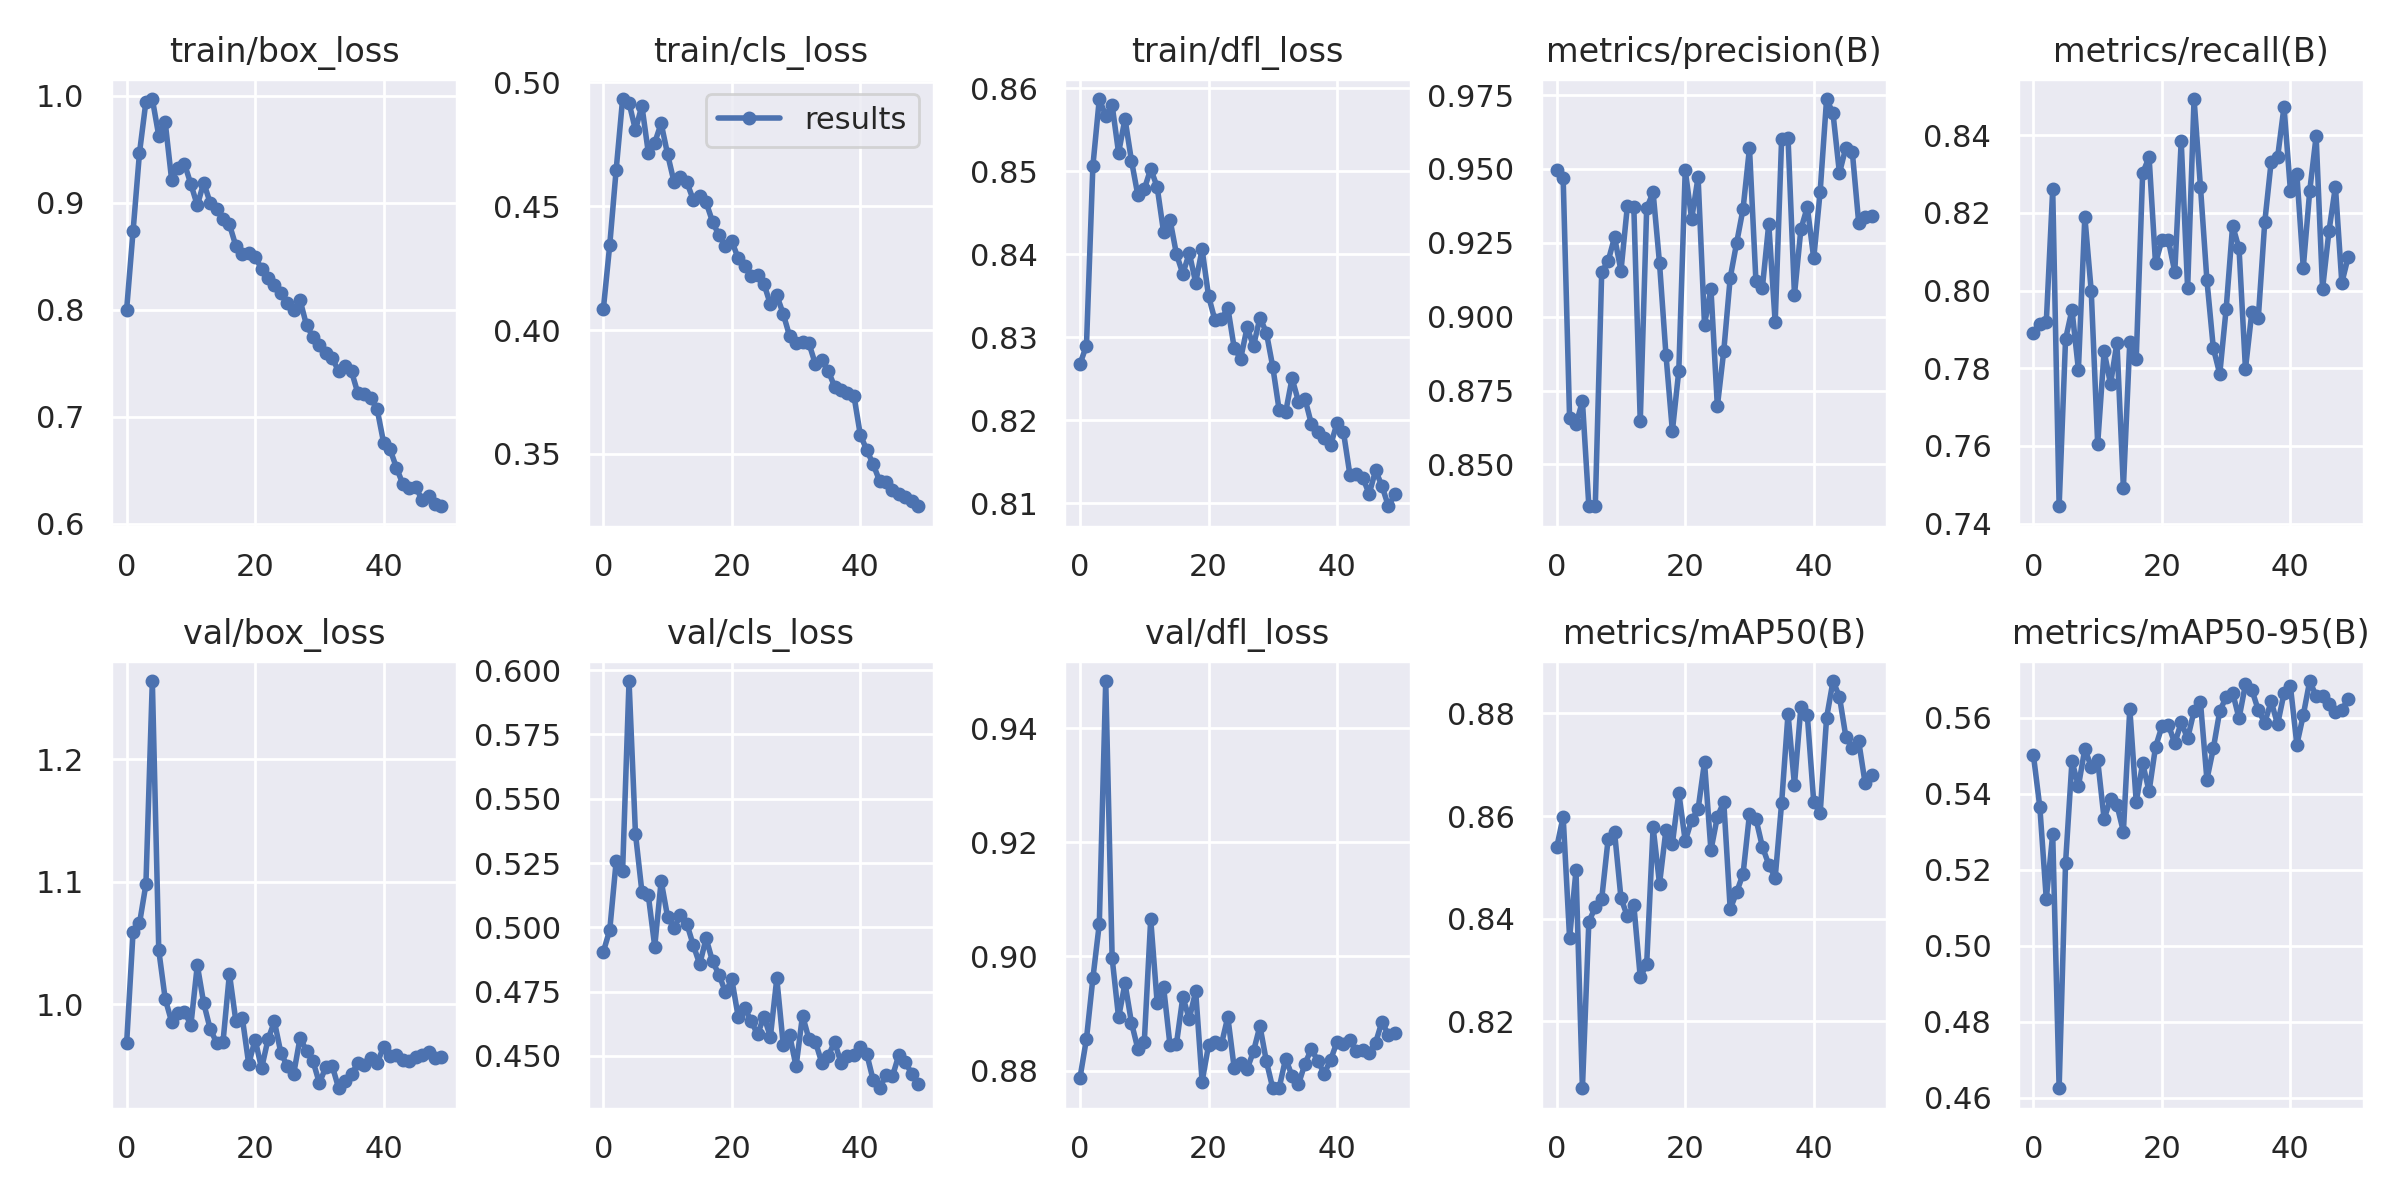 train/box_loss
1.0
0.9
0.8
0.7
0.6
0 20 40
train/cls_loss
results
0.50
0.45
0.40
0.35
0 20 40
train/dfl_loss
0.86
0.85
0.84
0.83
0.82
0.81
0 20 40
metrics/precision(B)
0.975
0.950
0.925
0.900
0.875
0.850
0 20 40
metrics/recall(B)
0.84
0.82
0.80
0.78
0.76
0.74
0 20 40
val/box_loss
1.2
1.1
1.0
0 20 40
val/cls_loss
0.600
0.575
0.550
0.525
0.500
0.475
0.450
0 20 40
val/dfl_loss
0.94
0.92
0.90
0.88
0 20 40
metrics/mAP50(B)
0.88
0.86
0.84
0.82
0 20 40
metrics/mAP50-95(B)
0.56
0.54
0.52
0.50
0.48
0.46
0 20 40